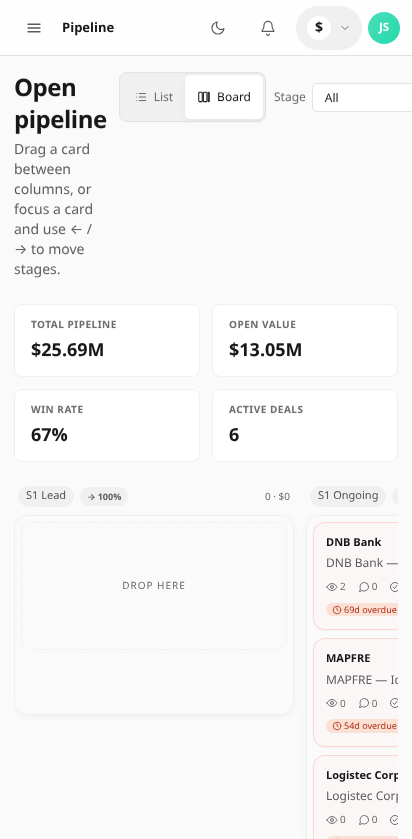 Pipeline
$
JS
Open pipeline
List
Board
Stage
All
Drag a card
between
columns, or
focus a card
and use ← /
→ to move
stages.
TOTAL PIPELINE
$25.69M
OPEN VALUE
$13.05M
WIN RATE
67%
ACTIVE DEALS
6
S1 Lead
→ 100%
0 · $0
S1 Ongoing
DROP HERE
DNB Bank
DNB Bank —
2
0
69d overdue
MAPFRE
MAPFRE —
0
0
54d overdue
Logistec Corp
Logistec Corp
0
0